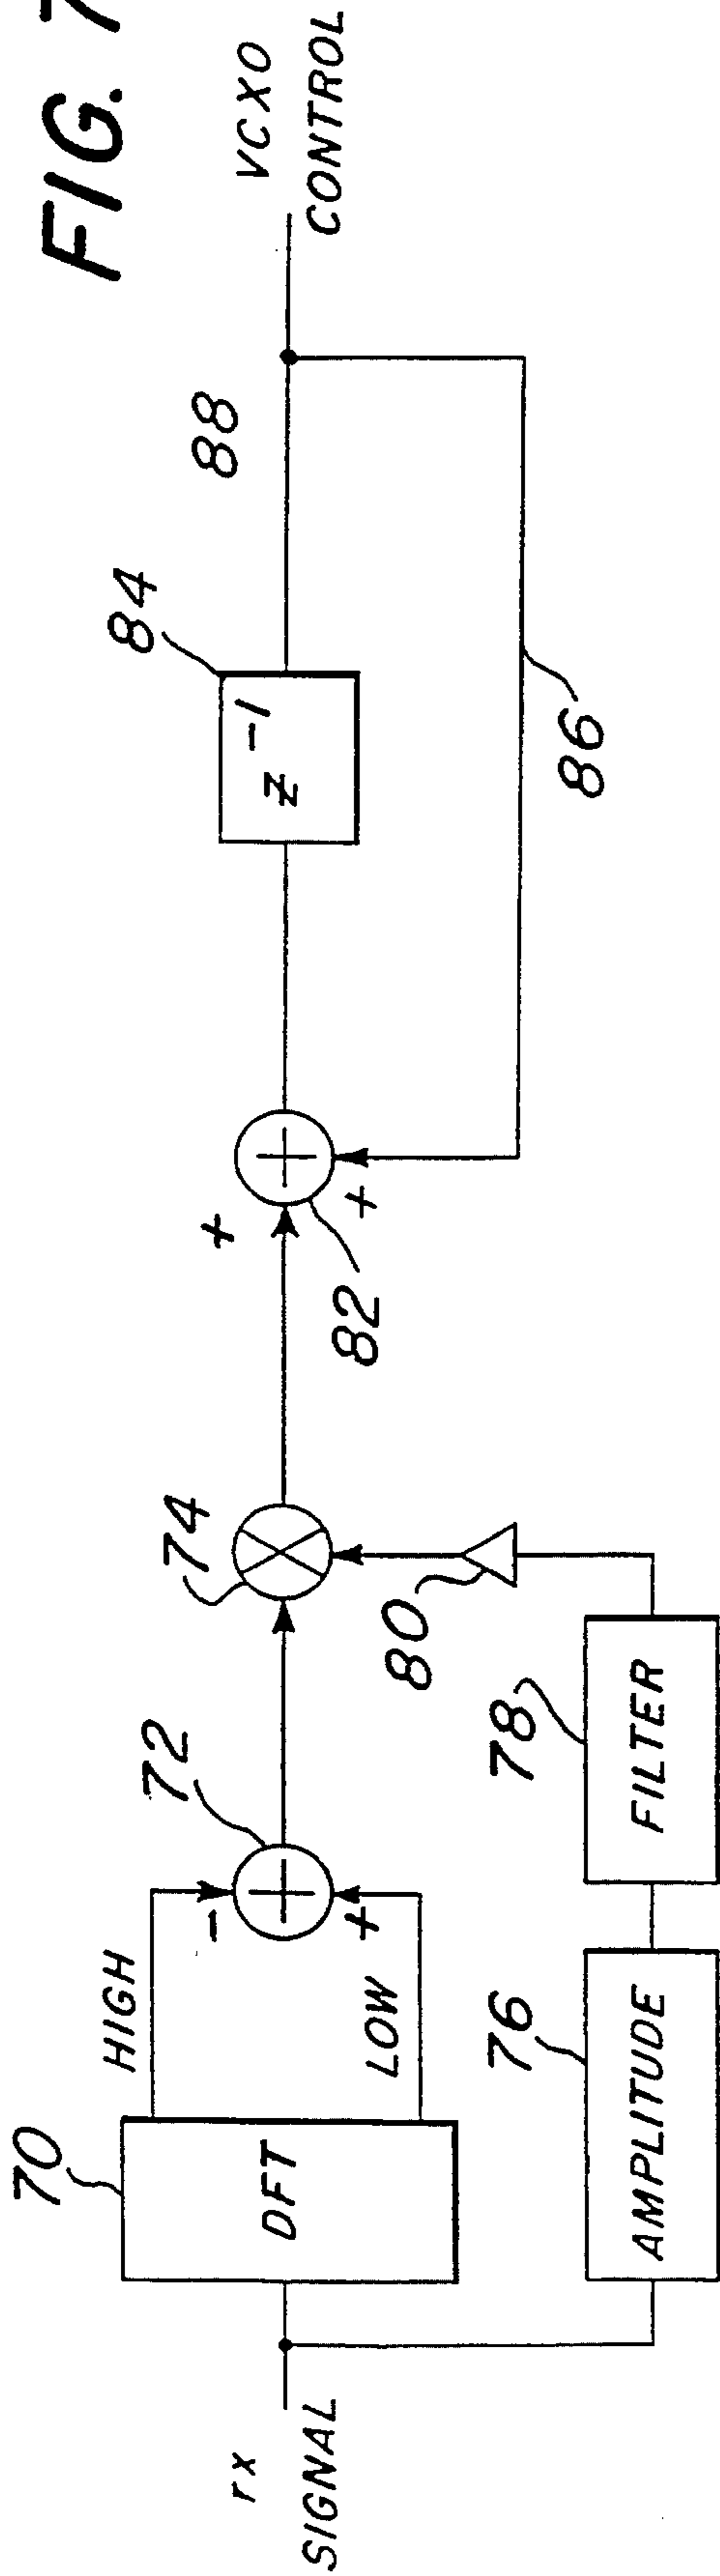 FIG. 7
rx
SIGNAL
70
DFT
HIGH
LOW
-
+
72
74
76
AMPLITUDE
78
FILTER
80
+
+
82
84
z⁻¹
86
88
VCXO
CONTROL